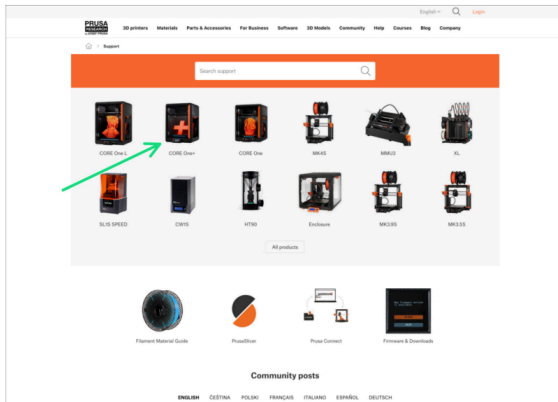 English
Login
PRUSA
RESEARCH
BY JOSEF PRUSA
3D printers Materials Parts & Accessories For Business Software 3D Models Community Help Courses Blog Company
Support
Search support
CORE One L CORE One+ CORE One MK4S MMU3 XL
SL1S SPEED CW1S HT90 Enclosure MK3.9S MK3.5S
All products
Filament Material Guide PrusaSlicer Prusa Connect Firmware & Downloads
Community posts
ENGLISH ČEŠTINA POLSKI FRANÇAIS ITALIANO ESPAÑOL DEUTSCH